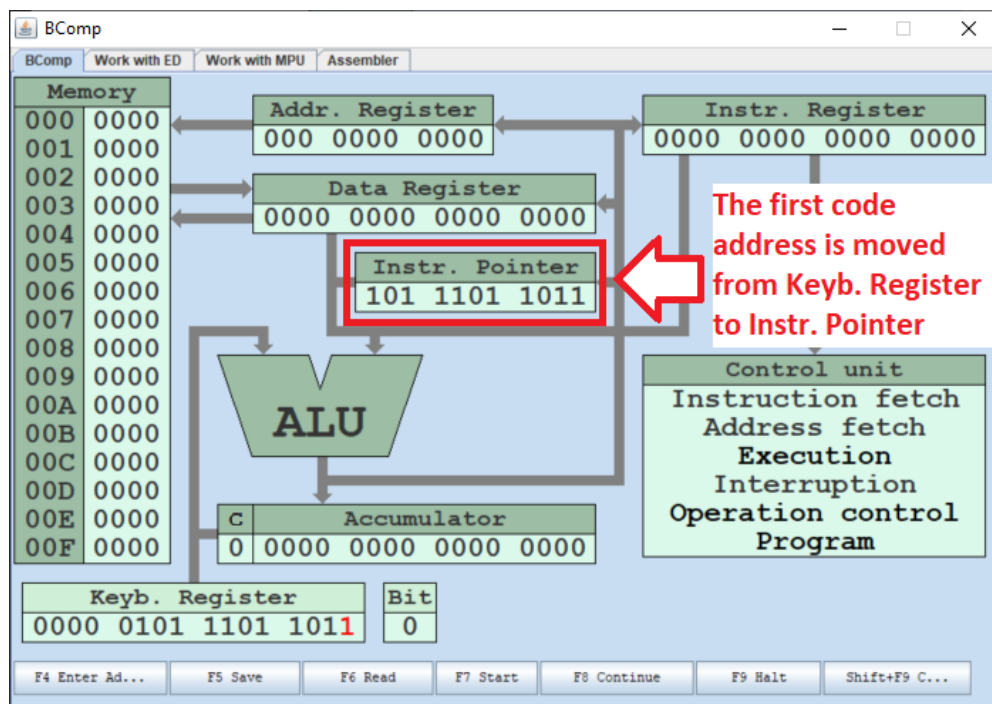 BComp
BComp Work with ED Work with MPU Assembler
Memory
000 0000
001 0000
002 0000
003 0000
004 0000
005 0000
006 0000
007 0000
008 0000
009 0000
00A 0000
00B 0000
00C 0000
00D 0000
00E 0000
00F 0000
Addr. Register
000 0000 0000
Instr. Register
0000 0000 0000 0000
Data Register
0000 0000 0000 0000
Instr. Pointer
101 1101 1011
The first code
address is moved
from Keyb. Register
to Instr. Pointer
ALU
Control unit
Instruction fetch
Address fetch
Execution
Interruption
Operation control
Program
C Accumulator
0 0000 0000 0000 0000
Keyb. Register
0000 0101 1101 1011
Bit
0
F4 Enter Ad... F5 Save F6 Read F7 Start F8 Continue F9 Halt Shift+F9 C...